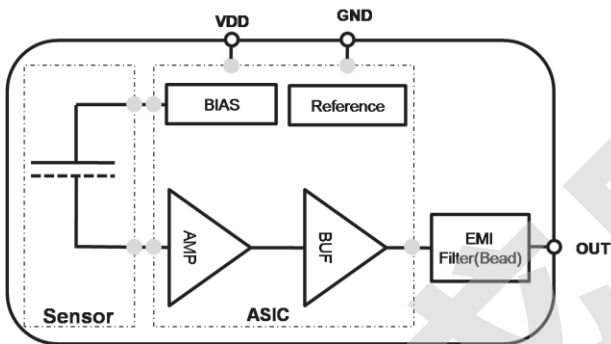 VDD
GND
BIAS
Reference
AMP
BUF
EMI
Filter(Bead)
OUT
Sensor
ASIC